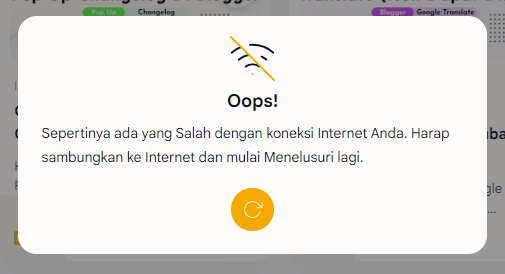 Pop Up
Changelog
Blogger
Google Translate
Oops!
Sepertinya ada yang Salah dengan koneksi Internet Anda. Harap
sambungkan ke Internet dan mulai Menelusuri lagi.